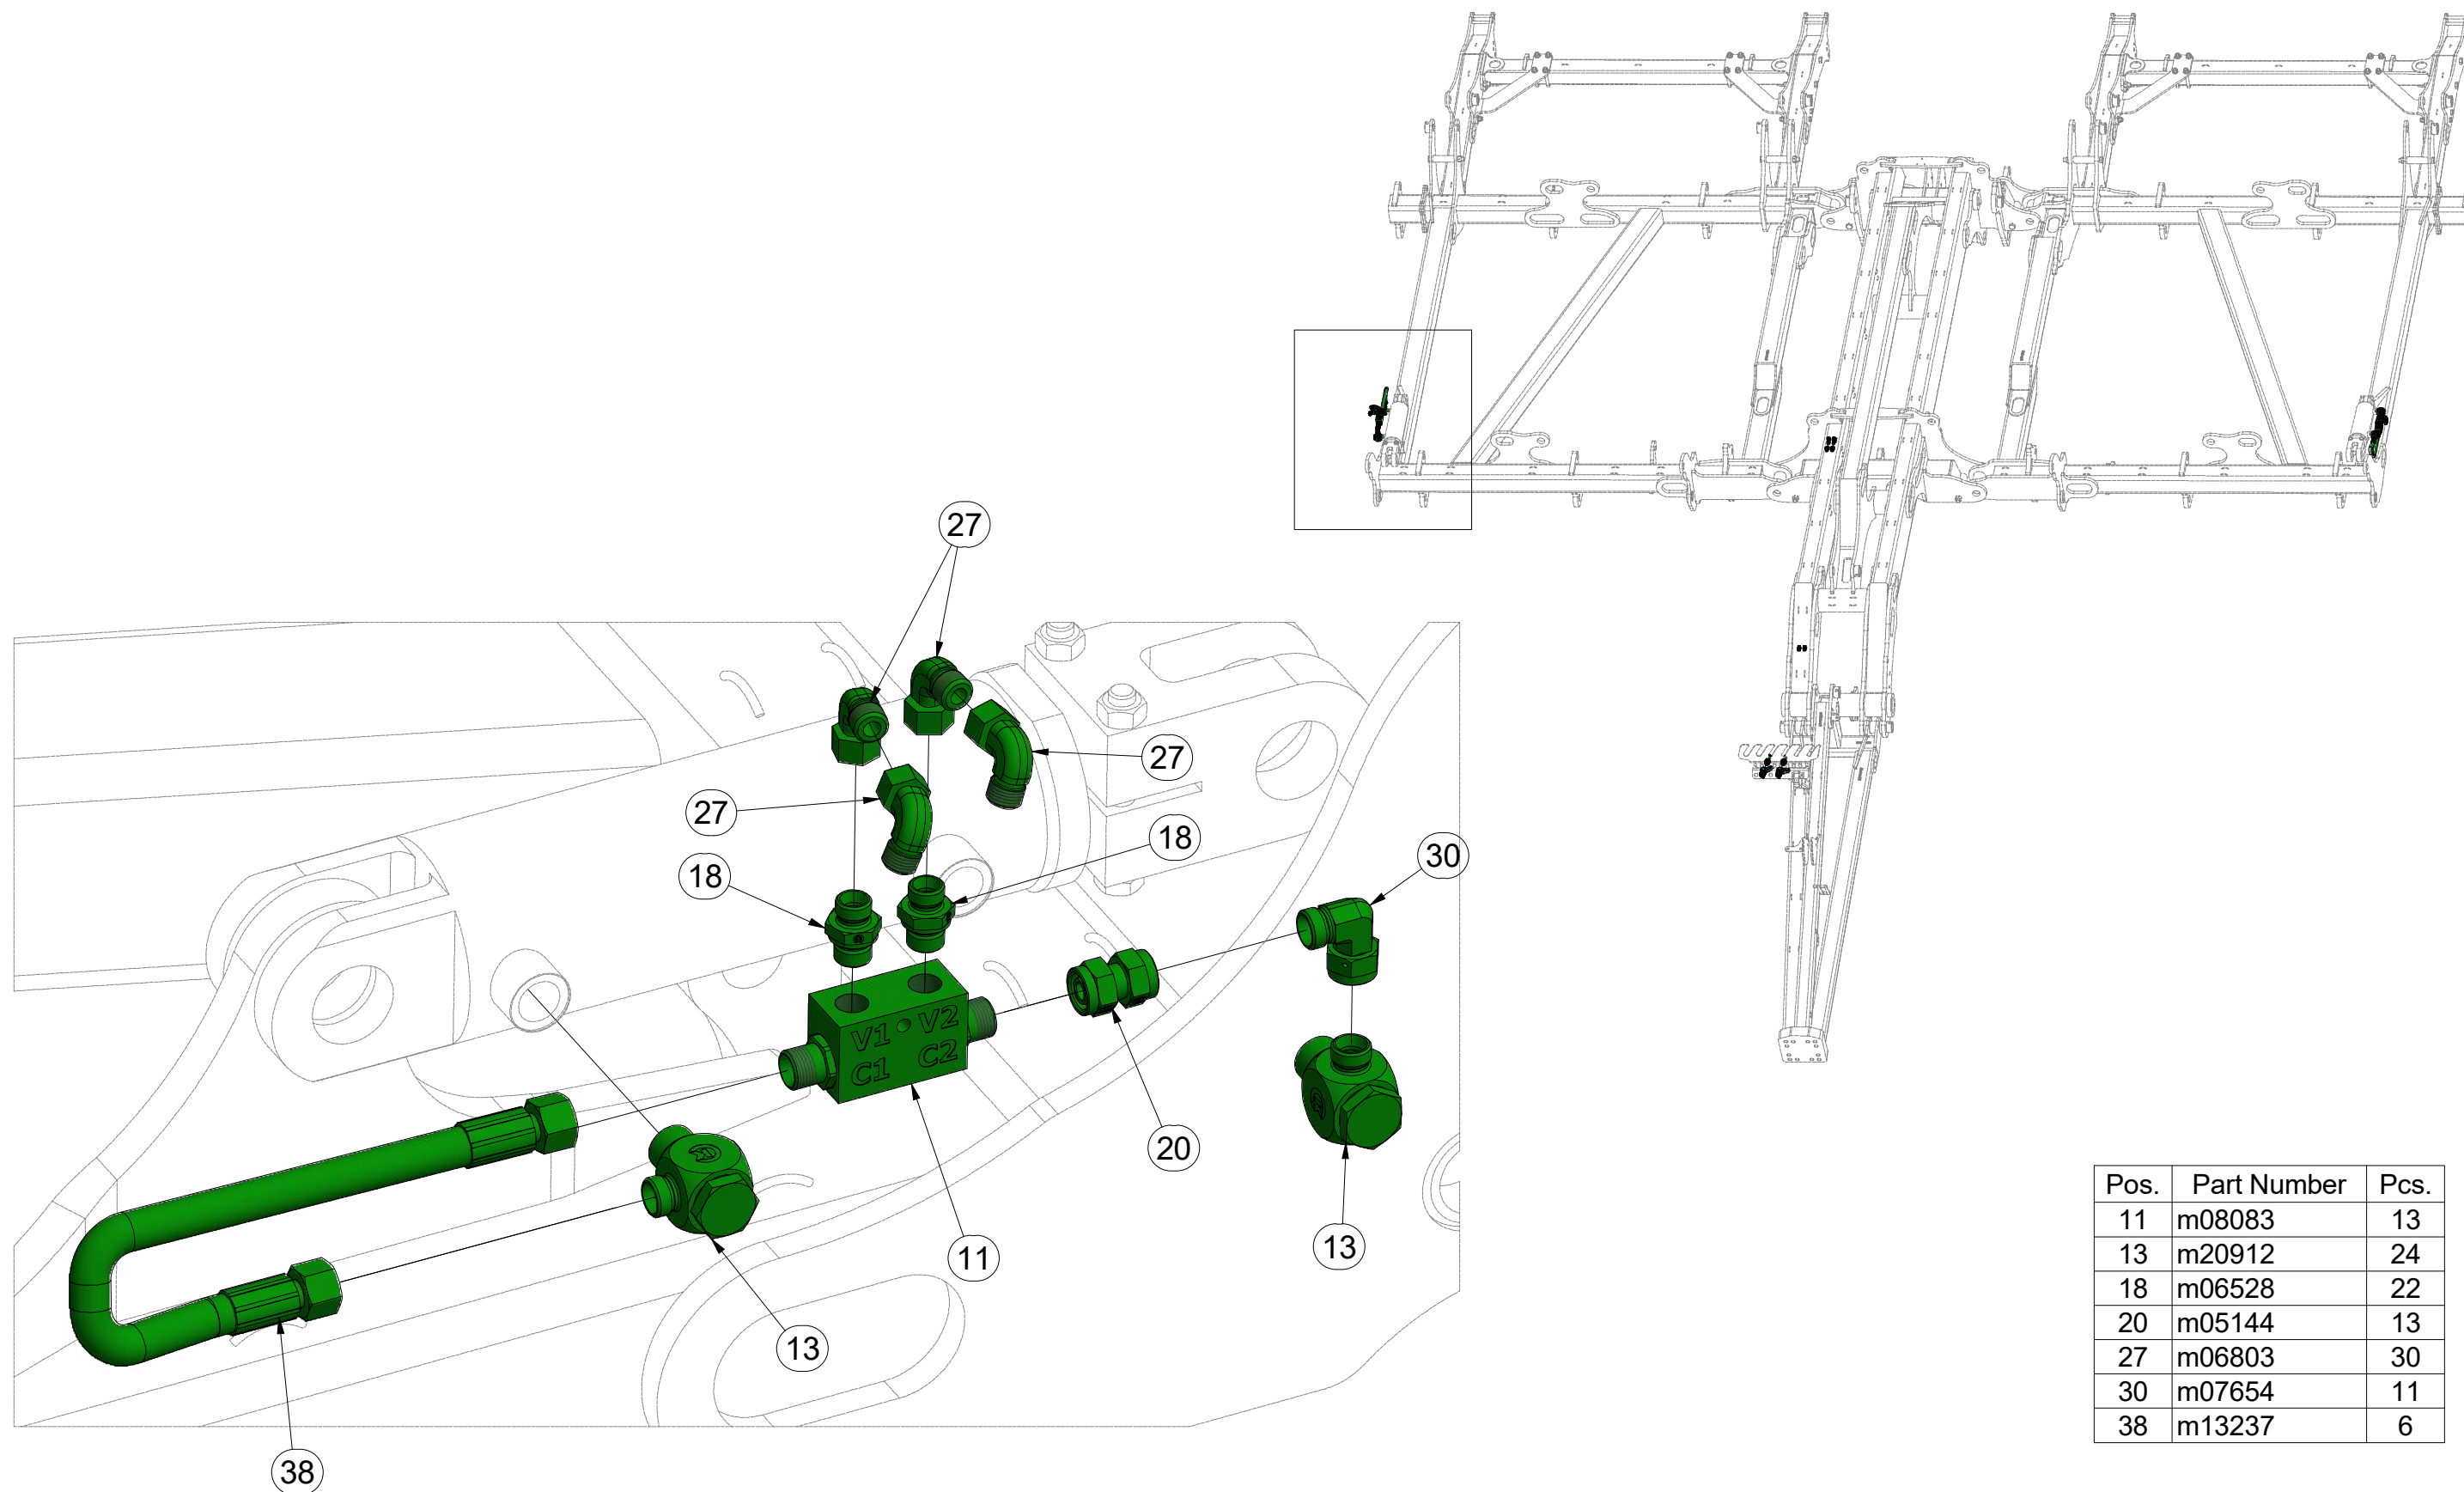 27
27
27
18
18
30
V1 V2
C1 C2
20
13
11
13
38
Pos. Part Number Pcs.
11 m08083 13
13 m20912 24
18 m06528 22
20 m05144 13
27 m06803 30
30 m07654 11
38 m13237 6